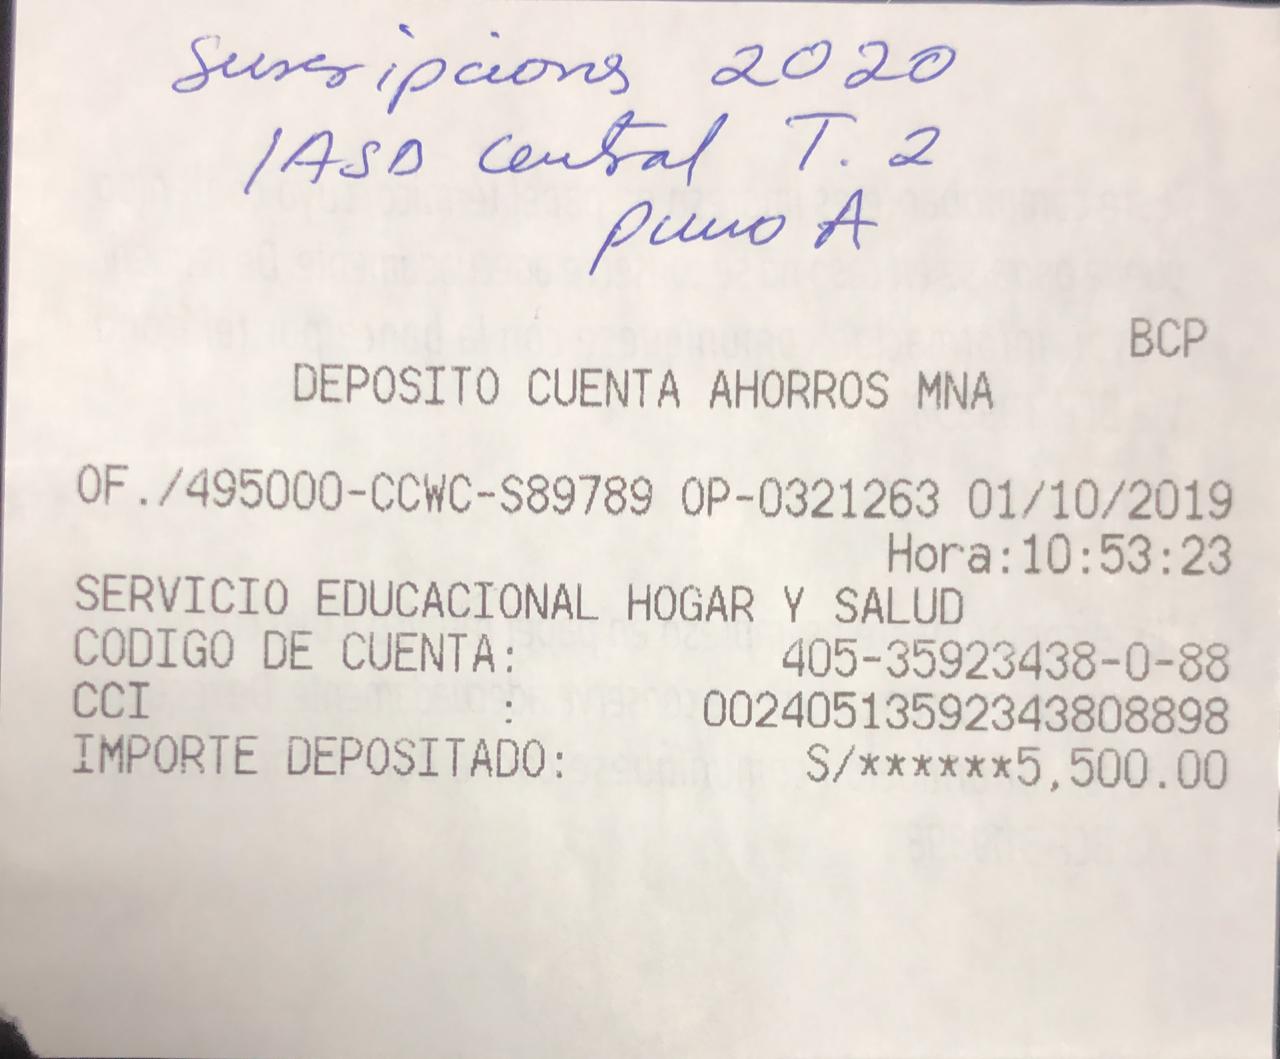 Suscripciones 2020
IASD Central T. 2
puno A
BCP
DEPOSITO CUENTA AHORROS MNA
OF./495000-CCWC-S89789 OP-0321263 01/10/2019
Hora:10:53:23
SERVICIO EDUCACIONAL HOGAR Y SALUD
CODIGO DE CUENTA: 405-35923438-0-88
CCI : 00240513592343808898
IMPORTE DEPOSITADO: S/******5,500.00